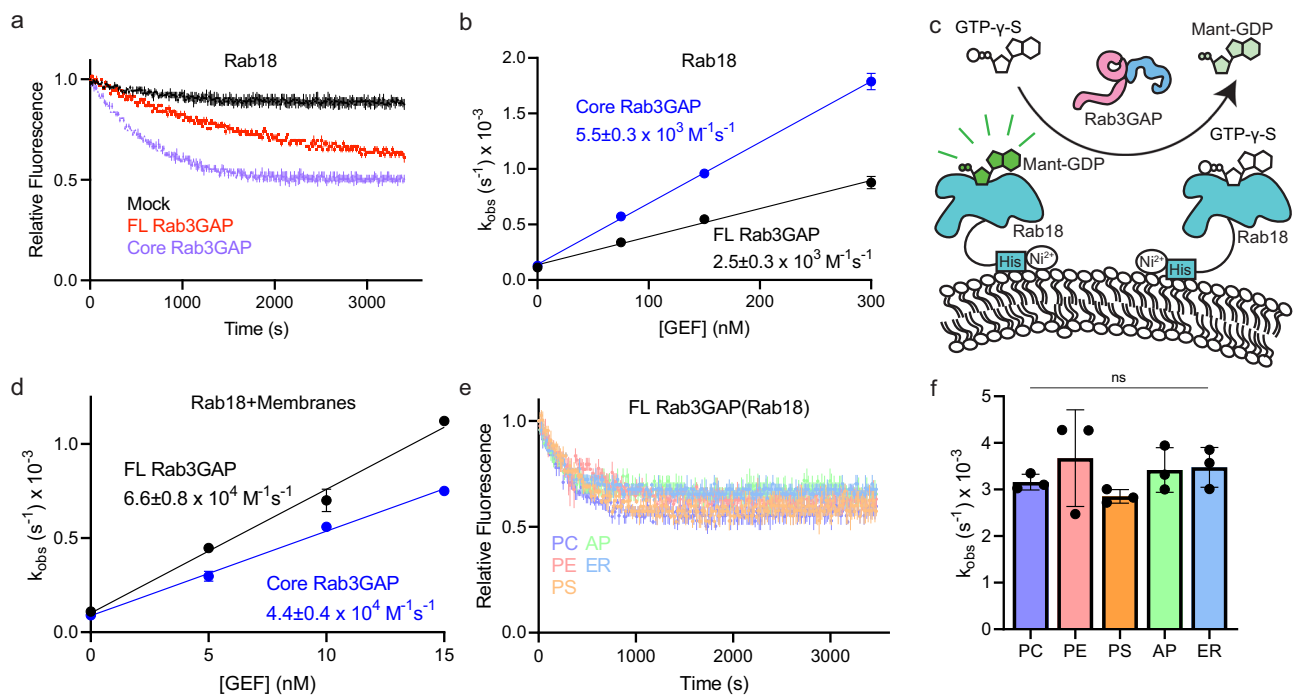 a
Rab18
Relative Fluorescence
1.0
0.5
0.0
Mock
FL Rab3GAP
Core Rab3GAP
0
1000
2000
3000
Time (s)
b
Rab18
k_obs (s⁻¹) x 10⁻³
2.0
1.5
1.0
0.5
0.0
Core Rab3GAP
5.5±0.3 x 10³ M⁻¹s⁻¹
FL Rab3GAP
2.5±0.3 x 10³ M⁻¹s⁻¹
0
100
200
300
[GEF] (nM)
c
GTP-γ-S
Mant-GDP
Rab3GAP
GTP-γ-S
Mant-GDP
Rab18
Rab18
His
Ni²⁺
Ni²⁺
His
d
Rab18+Membranes
k_obs (s⁻¹) x 10⁻³
1.0
0.5
0.0
FL Rab3GAP
6.6±0.8 x 10⁴ M⁻¹s⁻¹
Core Rab3GAP
4.4±0.4 x 10⁴ M⁻¹s⁻¹
0
5
10
15
[GEF] (nM)
e
FL Rab3GAP(Rab18)
Relative Fluorescence
1.0
0.5
0.0
PC AP
PE ER
PS
0
1000
2000
3000
Time (s)
f
ns
k_obs (s⁻¹) x 10⁻³
5
4
3
2
1
0
PC
PE
PS
AP
ER